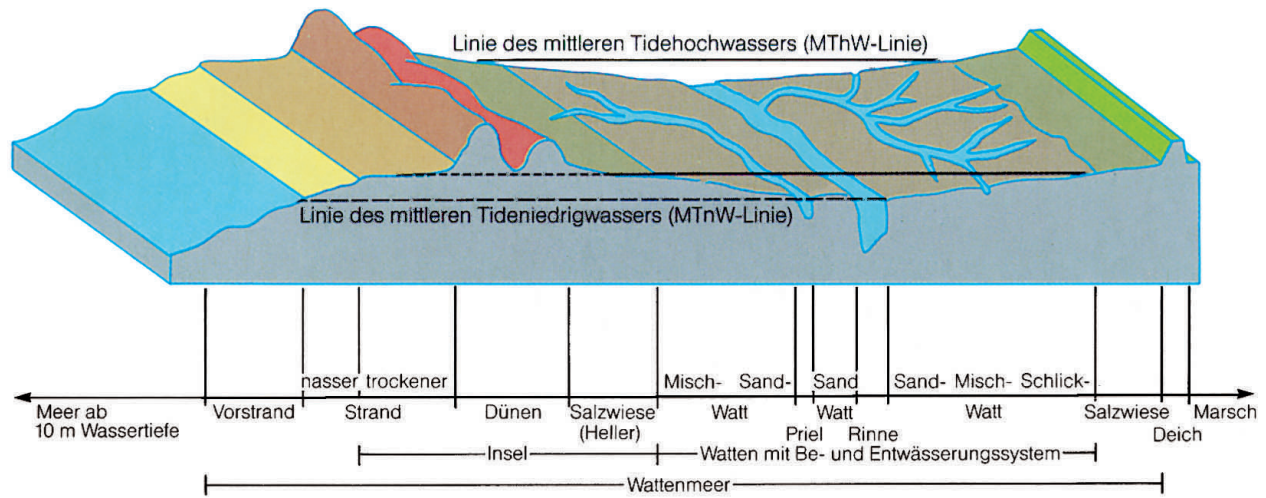 Linie des mittleren Tidehochwassers (MThW-Linie)
Linie des mittleren Tideniedrigwassers (MTnW-Linie)
nasser trockener
Misch- Sand- Sand Sand- Misch- Schlick-
Meer ab
10 m Wassertiefe
Vorstrand Strand Dünen Salzwiese Watt Watt Watt Salzwiese Marsch
(Heller)
Priel Rinne Deich
Insel Watten mit Be- und Entwässerungssystem
Wattenmeer